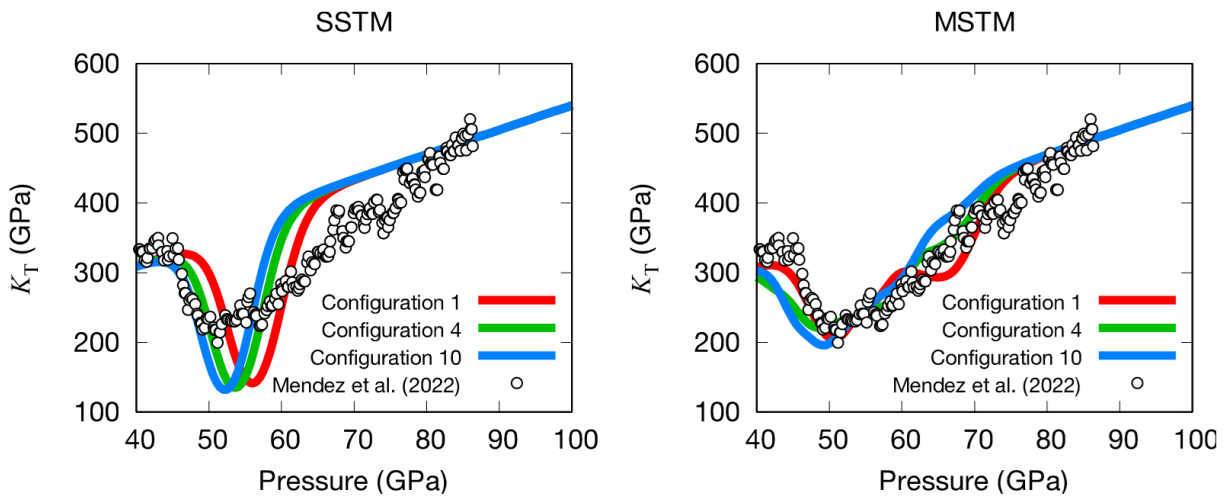 SSTM
600
500
400
300
200
100
K_T (GPa)
Configuration 1
Configuration 4
Configuration 10
Mendez et al. (2022)
40 50 60 70 80 90 100
Pressure (GPa)
MSTM
600
500
400
300
200
100
K_T (GPa)
Configuration 1
Configuration 4
Configuration 10
Mendez et al. (2022)
40 50 60 70 80 90 100
Pressure (GPa)